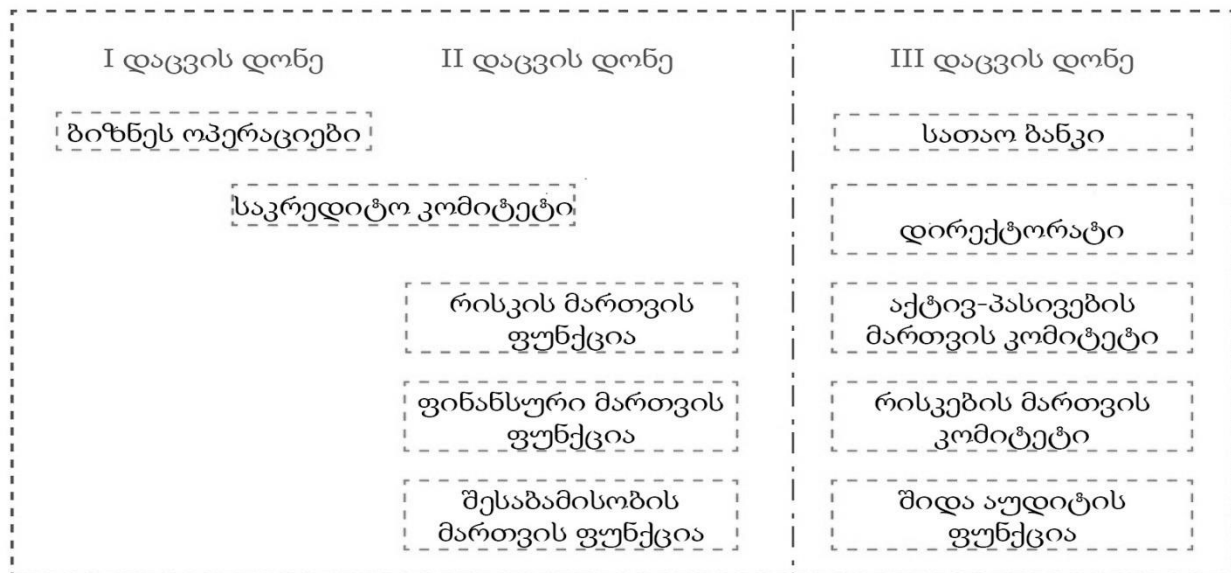 I დაცვის დონე
II დაცვის დონე
III დაცვის დონე
ბიზნეს ოპერაციები
სათაო ბანკი
საკრედიტო კომიტეტი
დირექტორატი
რისკის მართვის
ფუნქცია
აქტივ-პასივების
მართვის კომიტეტი
ფინანსური მართვის
ფუნქცია
რისკების მართვის
კომიტეტი
შესაბამისობის
მართვის ფუნქცია
შიდა აუდიტის
ფუნქცია